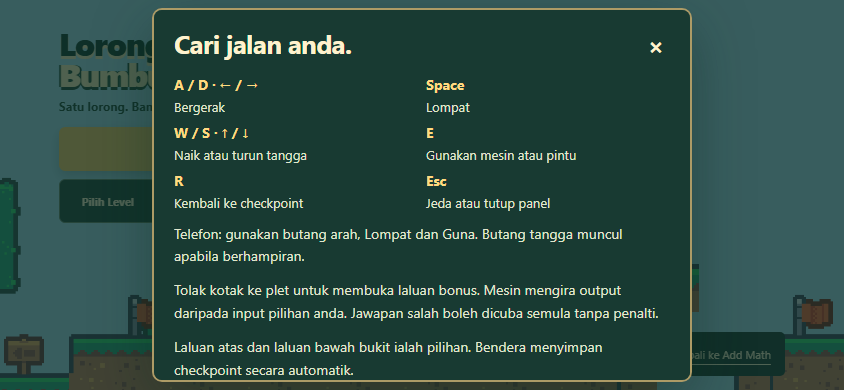 Lorong
Bumbu
Satu lorong.
Pilih Level
Cari jalan anda.
×
A / D · ← / →
Bergerak
Space
Lompat
W / S · ↑ / ↓
Naik atau turun tangga
E
Gunakan mesin atau pintu
R
Kembali ke checkpoint
Esc
Jeda atau tutup panel
Telefon: gunakan butang arah, Lompat dan Guna. Butang tangga muncul
apabila berhampiran.
Tolak kotak ke plet untuk membuka laluan bonus. Mesin mengira output
daripada input pilihan anda. Jawapan salah boleh dicuba semula tanpa penalti.
Laluan atas dan laluan bawah bukit ialah pilihan. Bendera menyimpan
checkpoint secara automatik.
ke Add Math